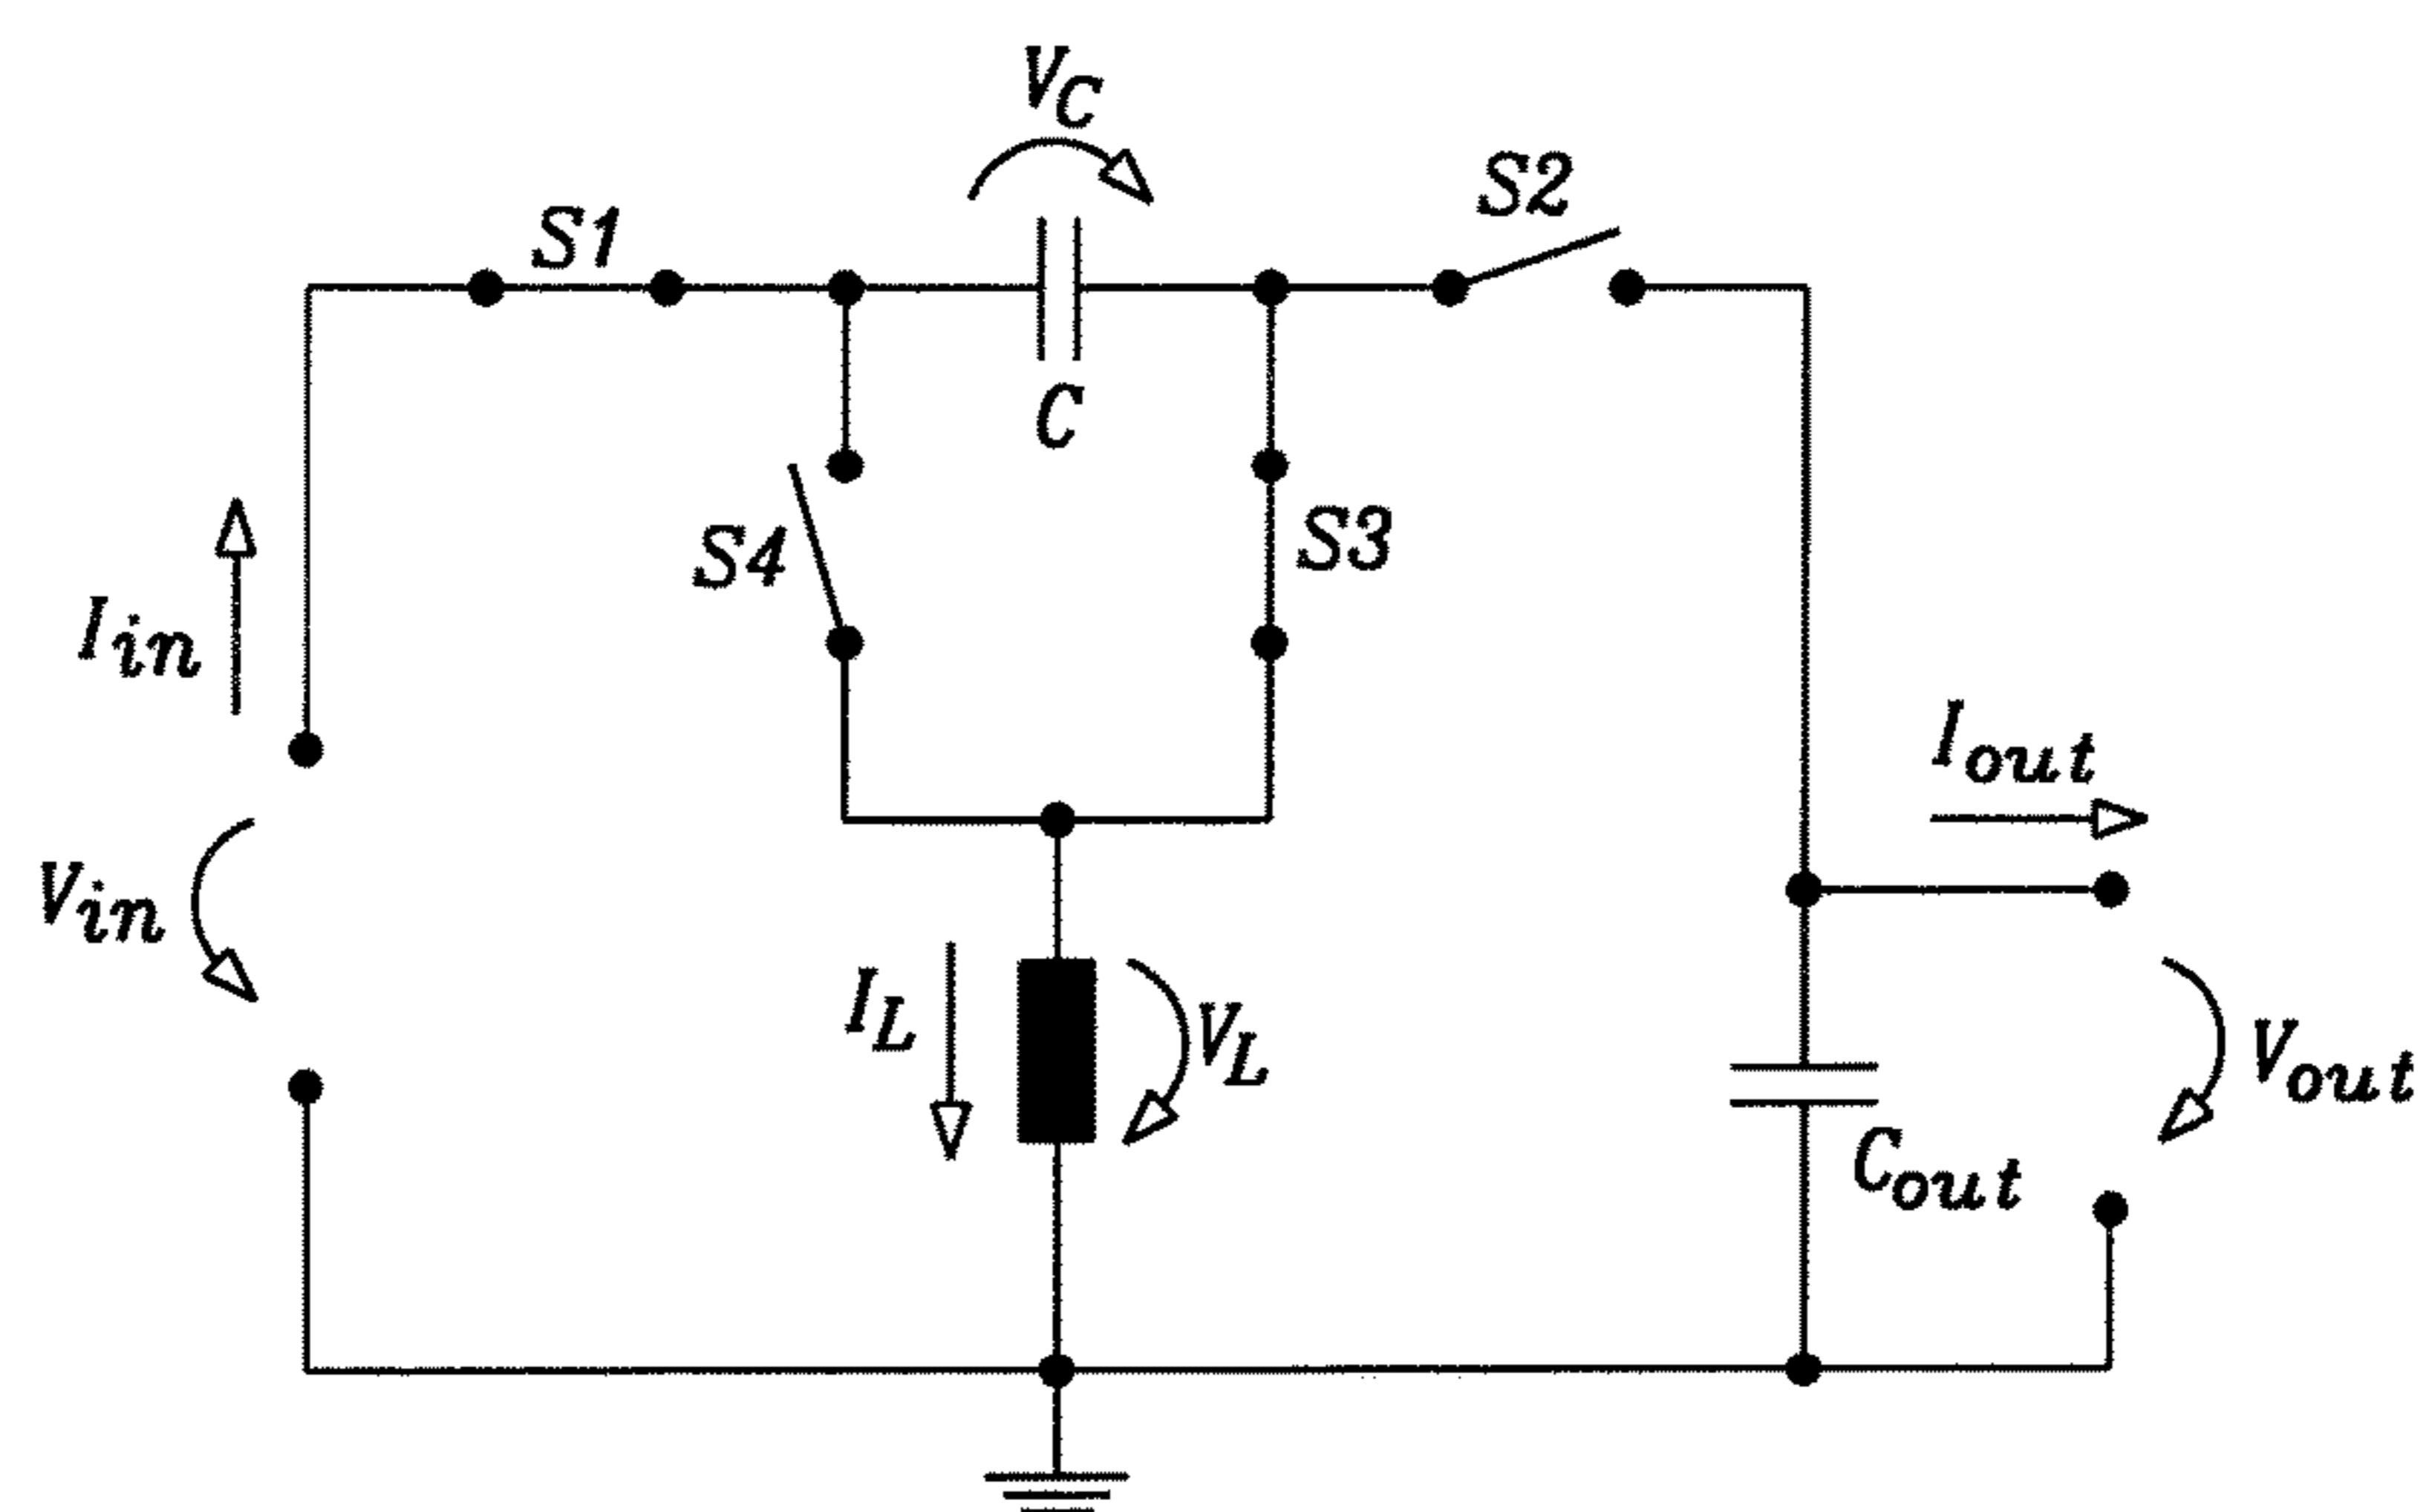 V_C
S2
S1
C
S4
S3
I_in
I_out
V_in
I_L
V_L
V_out
C_out